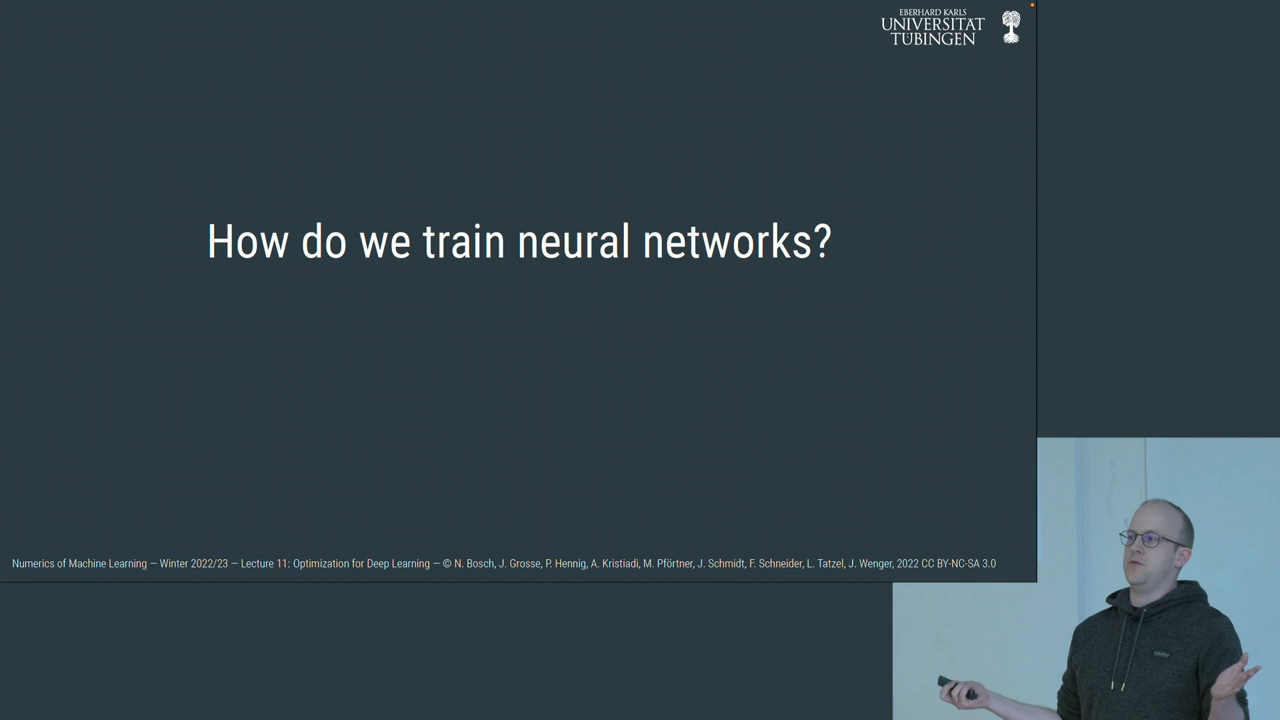 EBERHARD KARLS
UNIVERSITÄT
TÜBINGEN
How do we train neural networks?
Numerics of Machine Learning — Winter 2022/23 — Lecture 11: Optimization for Deep Learning — © N. Bosch, J. Grosse, P. Hennig, A. Kristiadi, M. Pförtner, J. Schmidt, F. Schneider, L. Tatzel, J. Wenger, 2022 CC BY-NC-SA 3.0